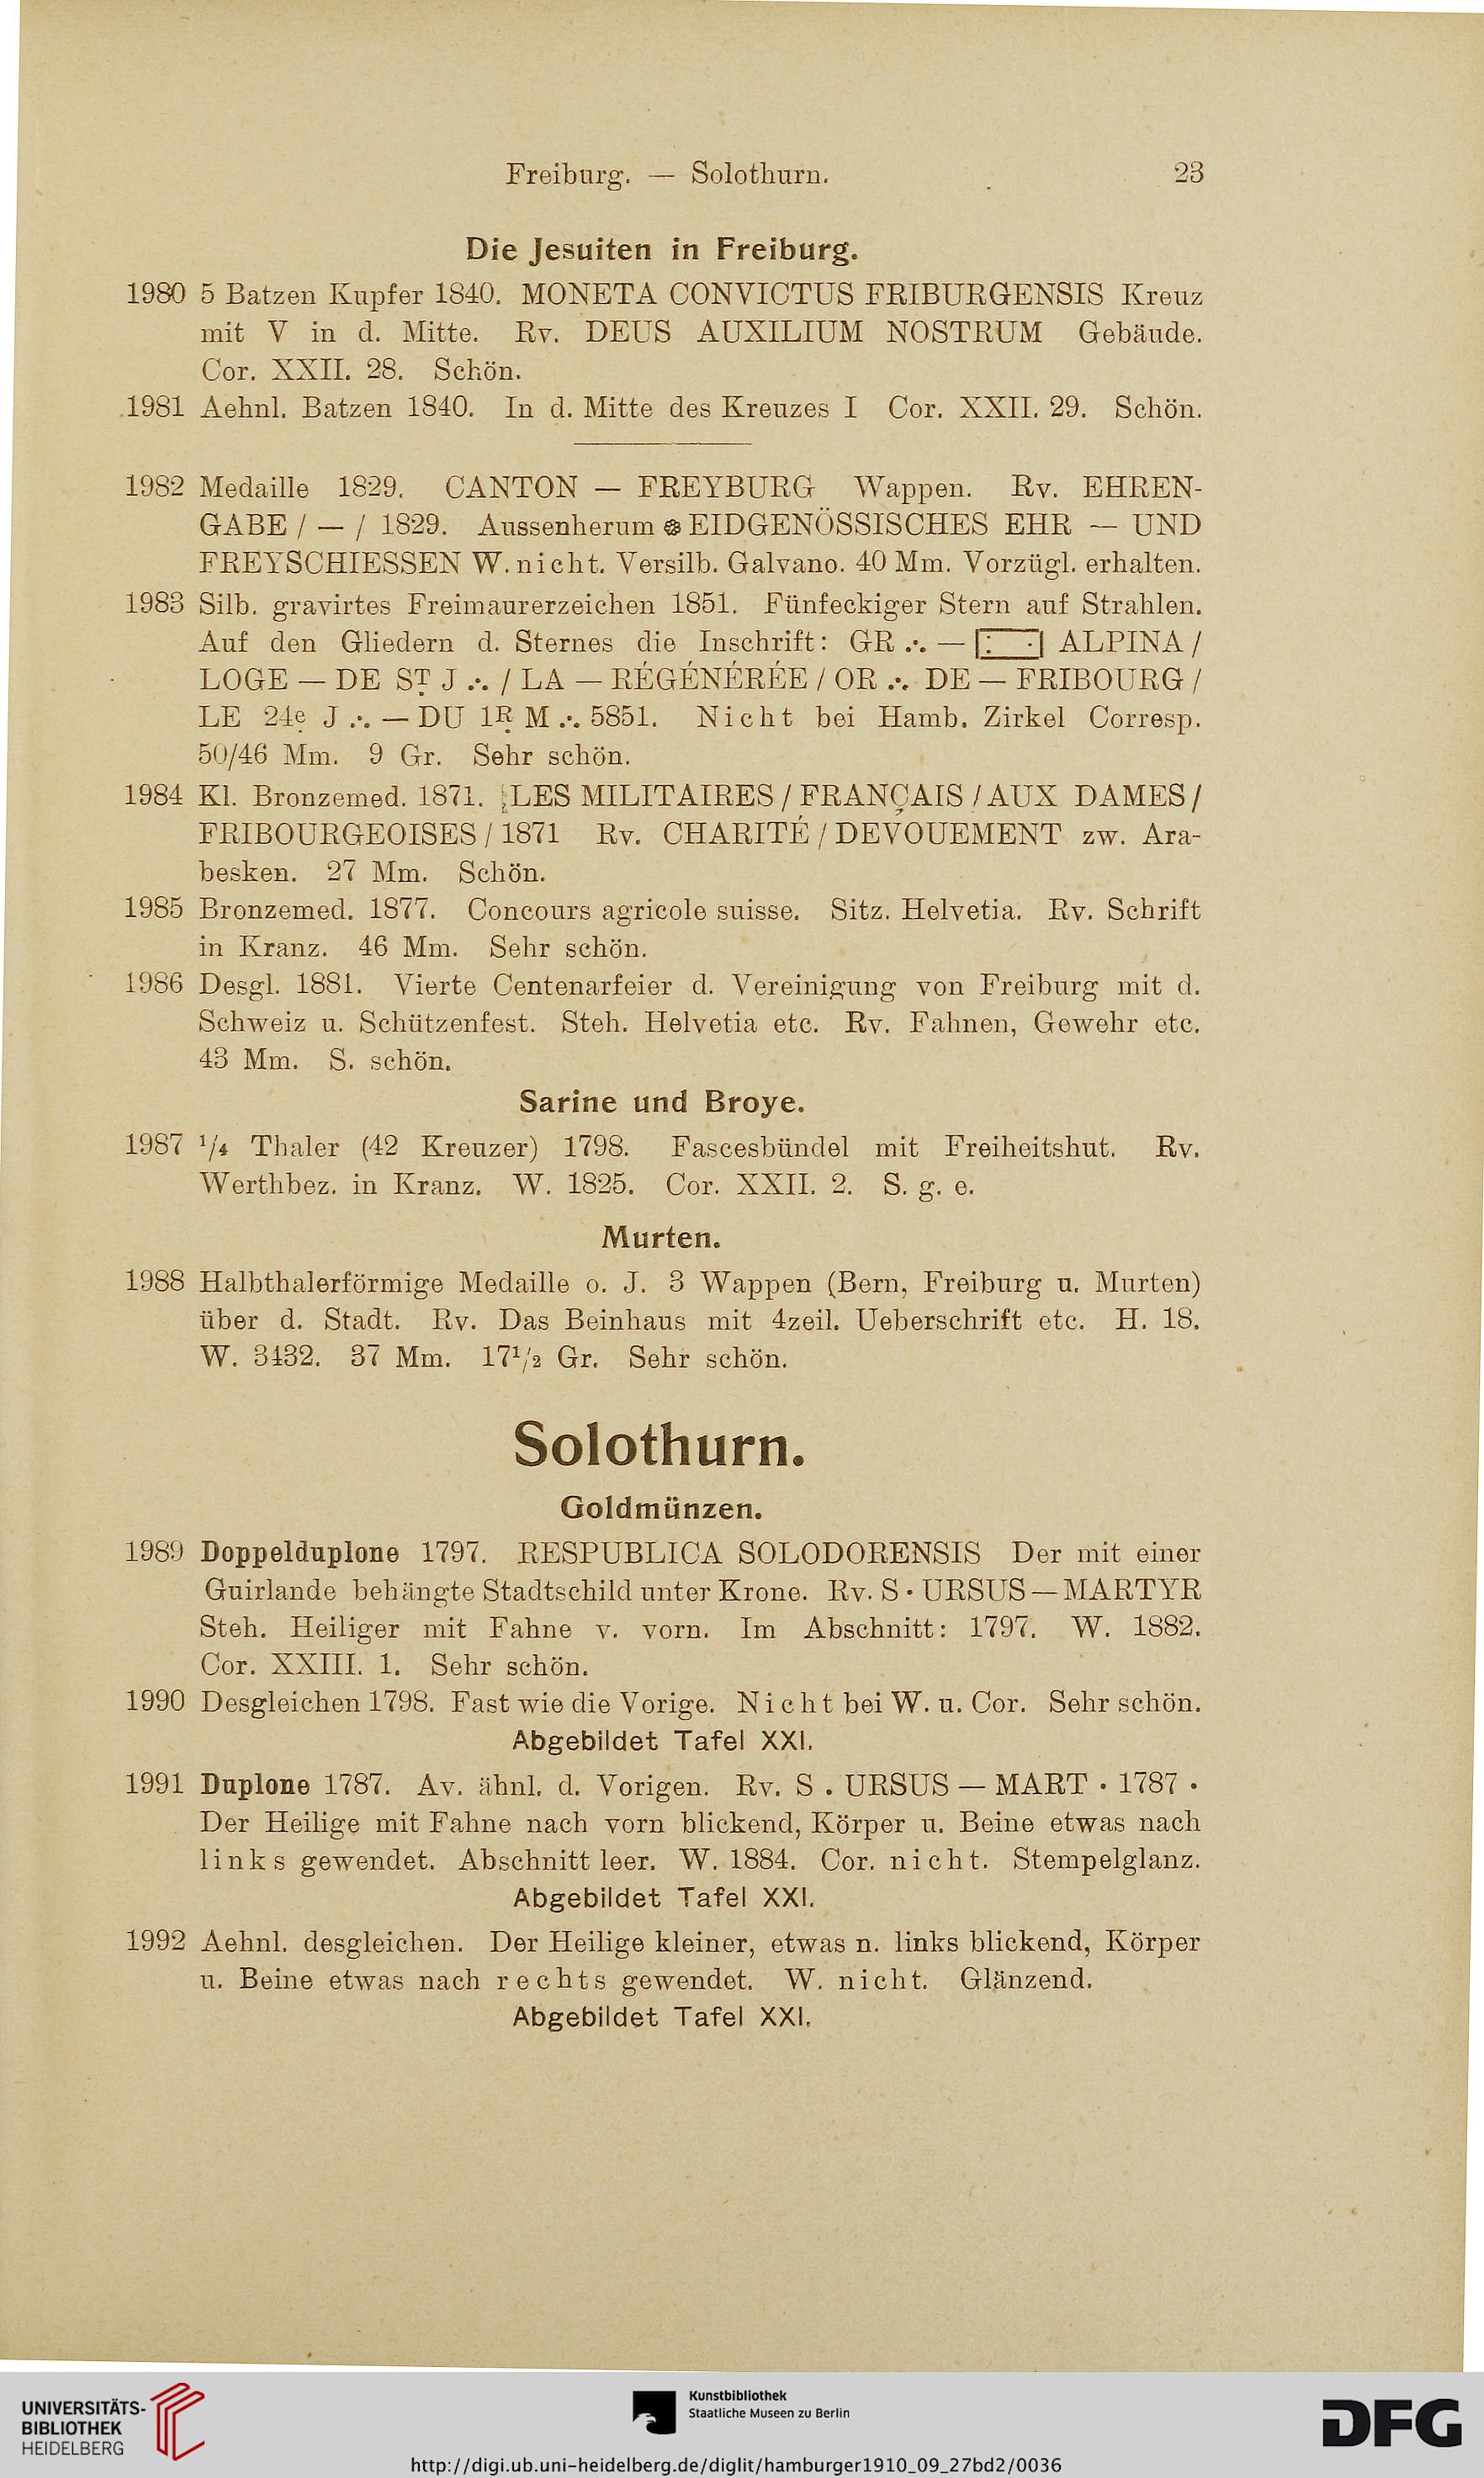 Freiburg. — Solothurn. 23
Die Jesuiten in Freiburg.
1980 5 Batzen Kupfer 1840. MONETA CONVICTUS FRIBURGENSIS Kreuz
mit V in d. Mitte. Rv. DEUS AUXILIUM NOSTRUM Gebäude.
Cor. XXII. 28. Schön.
1981 Aehnl. Batzen 1840. In d. Mitte des Kreuzes I Cor. XXII. 29. Schön.
1982 Medaille 1829. CANTON — FREYBURG Wappen. Rv. EHREN-
GABE / — / 1829. Aussenherum ❁ EIDGENÖSSISCHES EHR — UND
FREYSCHIESSEN W. nicht. Versilb. Galvano. 40 Mm. Vorzügl. erhalten.
1983 Silb. gravirtes Freimaurerzeichen 1851. Fünfeckiger Stern auf Strahlen.
Auf den Gliedern d. Sternes die Inschrift: GR ∴ — [: ·] ALPINA /
LOGE — DE ST J ∴ / LA — RÉGÉNÉRÉE / OR ∴ DE — FRIBOURG /
LE 24e J ∴ — DU 1R M ∴ 5851. Nicht bei Hamb. Zirkel Corresp.
50/46 Mm. 9 Gr. Sehr schön.
1984 Kl. Bronzemed. 1871. LES MILITAIRES / FRANÇAIS / AUX DAMES /
FRIBOURGEOISES / 1871 Rv. CHARITÉ / DEVOUEMENT zw. Ara-
besken. 27 Mm. Schön.
1985 Bronzemed. 1877. Concours agricole suisse. Sitz. Helvetia. Rv. Schrift
in Kranz. 46 Mm. Sehr schön.
1986 Desgl. 1881. Vierte Centenarfeier d. Vereinigung von Freiburg mit d.
Schweiz u. Schützenfest. Steh. Helvetia etc. Rv. Fahnen, Gewehr etc.
43 Mm. S. schön.
Sarine und Broye.
1987 ¹/₄ Thaler (42 Kreuzer) 1798. Fascesbündel mit Freiheitshut. Rv.
Werthbez. in Kranz. W. 1825. Cor. XXII. 2. S. g. e.
Murten.
1988 Halbthalerförmige Medaille o. J. 3 Wappen (Bern, Freiburg u. Murten)
über d. Stadt. Rv. Das Beinhaus mit 4zeil. Ueberschrift etc. H. 18.
W. 3432. 37 Mm. 17¹/₂ Gr. Sehr schön.
Solothurn.
Goldmünzen.
1989 Doppelduplone 1797. RESPUBLICA SOLODORENSIS Der mit einer
Guirlande behängte Stadtschild unter Krone. Rv. S · URSUS — MARTYR
Steh. Heiliger mit Fahne v. vorn. Im Abschnitt: 1797. W. 1882.
Cor. XXIII. 1. Sehr schön.
1990 Desgleichen 1798. Fast wie die Vorige. Nicht bei W. u. Cor. Sehr schön.
Abgebildet Tafel XXI.
1991 Duplone 1787. Av. ähnl. d. Vorigen. Rv. S . URSUS — MART · 1787 ·
Der Heilige mit Fahne nach vorn blickend, Körper u. Beine etwas nach
links gewendet. Abschnitt leer. W. 1884. Cor. nicht. Stempelglanz.
Abgebildet Tafel XXI.
1992 Aehnl. desgleichen. Der Heilige kleiner, etwas n. links blickend, Körper
u. Beine etwas nach rechts gewendet. W. nicht. Glänzend.
Abgebildet Tafel XXI.
UNIVERSITÄTS-
BIBLIOTHEK
HEIDELBERG
Kunstbibliothek
Staatliche Museen zu Berlin
DFG
http://digi.ub.uni-heidelberg.de/diglit/hamburger1910_09_27bd2/0036